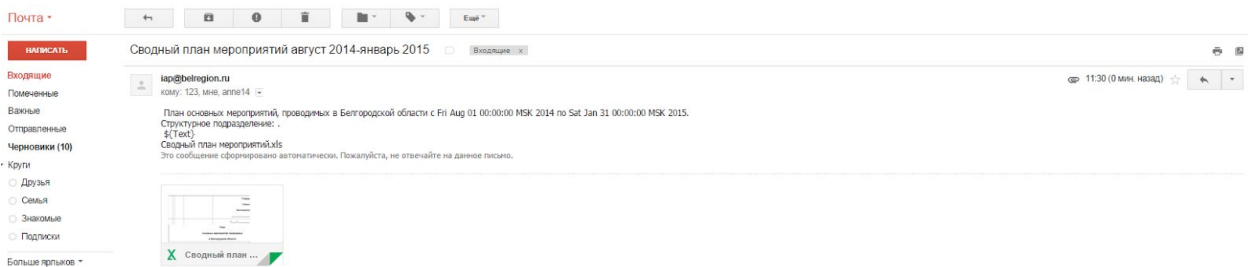 Почта
Ещё
НАПИСАТЬ
Сводный план мероприятий август 2014-январь 2015
Входящие x
Входящие
Помеченные
Важные
Отправленные
Черновики (10)
Круги
Друзья
Семья
Знакомые
Подписки
Больше ярлыков
iap@belregion.ru
11:30 (0 мин. назад)
кому: 123, мне, anne14
План основных мероприятий, проводимых в Белгородской области с Fri Aug 01 00:00:00 MSK 2014 по Sat Jan 31 00:00:00 MSK 2015.
Структурное подразделение: .
${Text}
Сводный план мероприятий.xls
Это сообщение сформировано автоматически. Пожалуйста, не отвечайте на данное письмо.
Сводный план ...